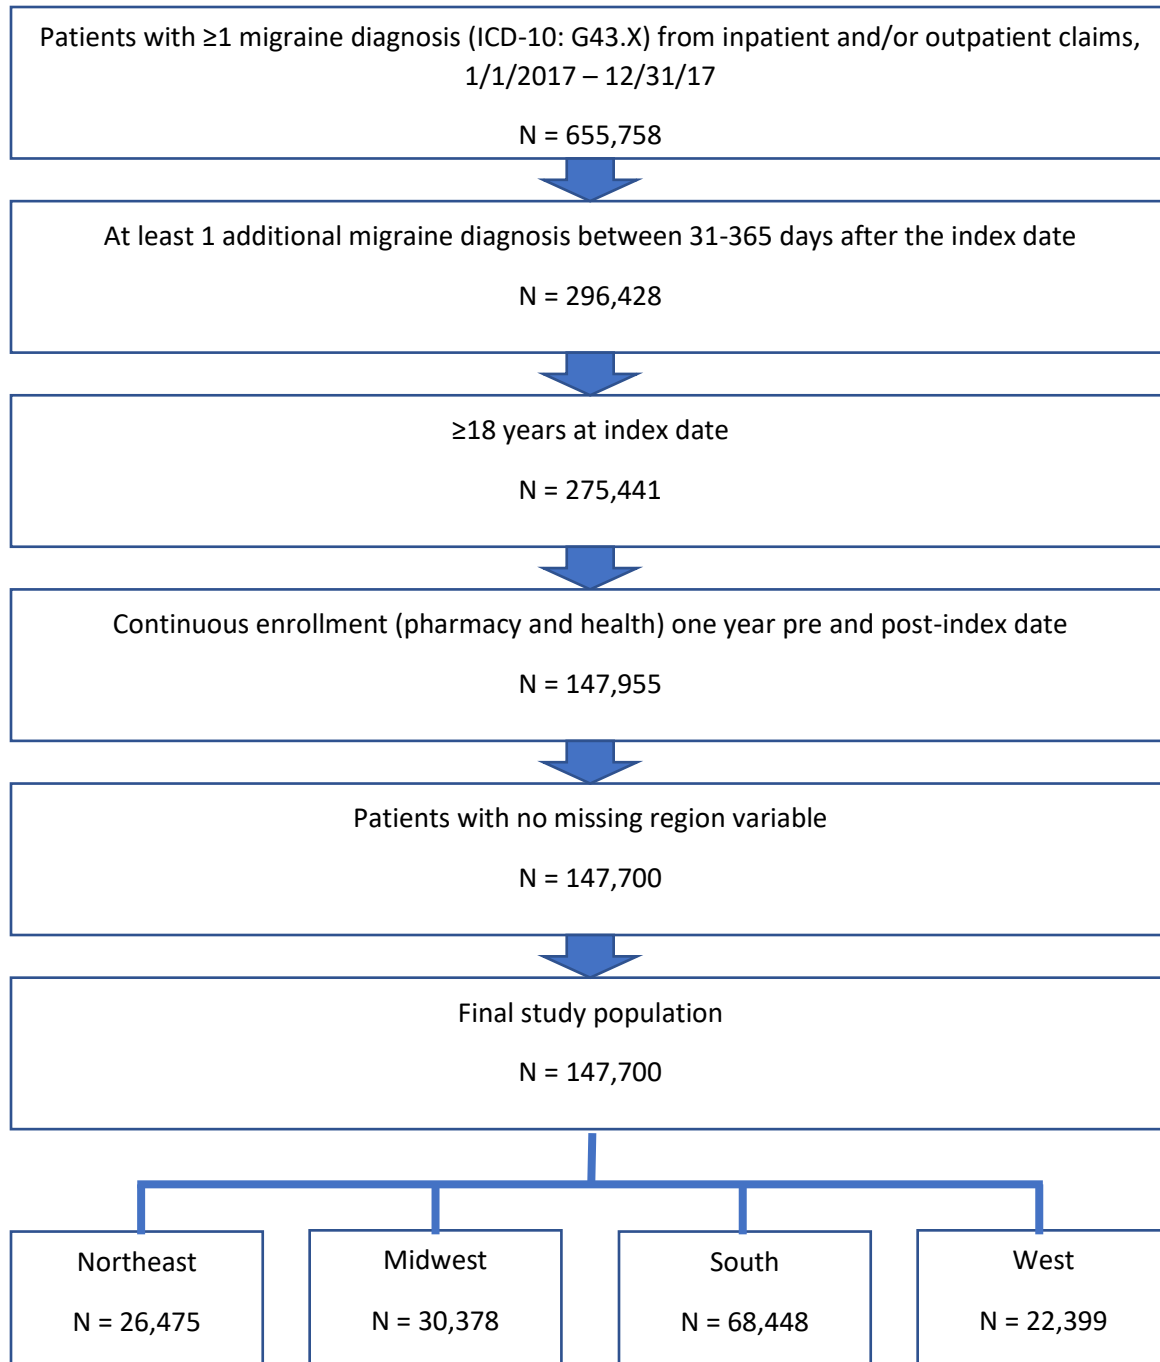 Patients with ≥1 migraine diagnosis (ICD-10: G43.X) from inpatient and/or outpatient claims,
1/1/2017 – 12/31/17
N = 655,758
At least 1 additional migraine diagnosis between 31-365 days after the index date
N = 296,428
≥18 years at index date
N = 275,441
Continuous enrollment (pharmacy and health) one year pre and post-index date
N = 147,955
Patients with no missing region variable
N = 147,700
Final study population
N = 147,700
Northeast
N = 26,475
Midwest
N = 30,378
South
N = 68,448
West
N = 22,399